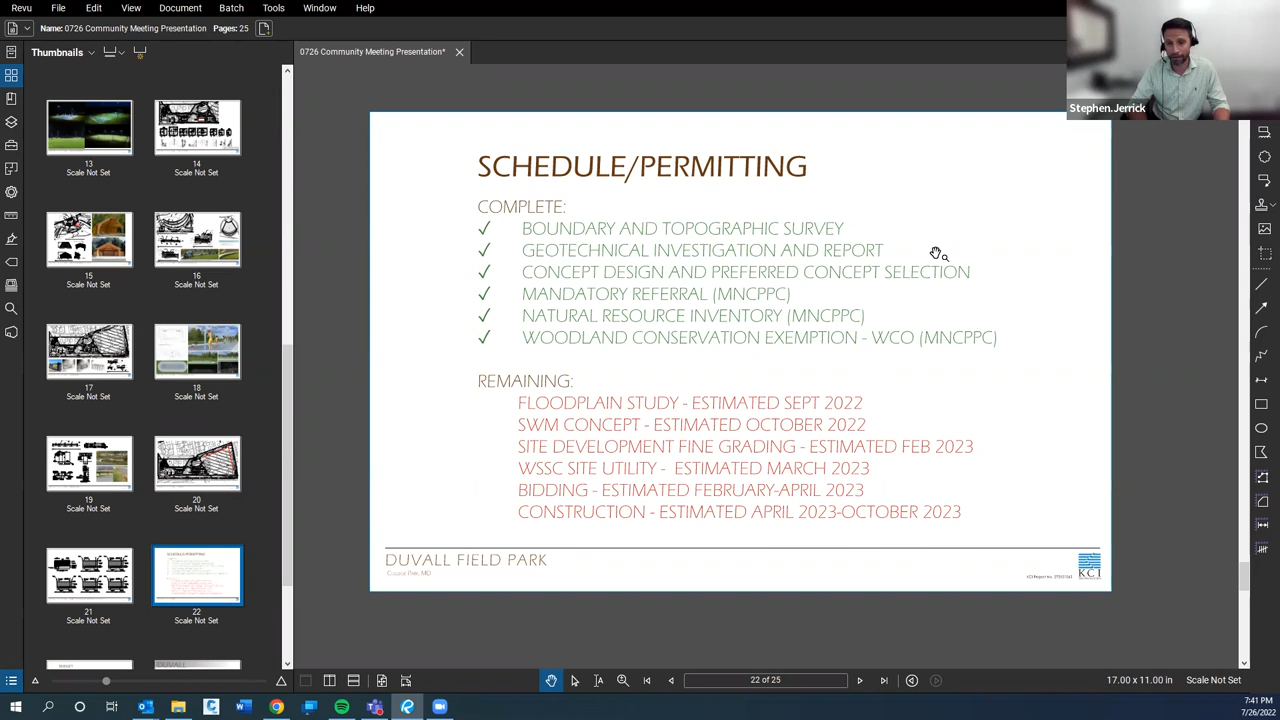 Revu File Edit View Document Batch Tools Window Help
Name: 0726 Community Meeting Presentation Pages: 25
Thumbnails
0726 Community Meeting Presentation*
Stephen.Jerrick
13
Scale Not Set
14
Scale Not Set
15
Scale Not Set
16
Scale Not Set
17
Scale Not Set
18
Scale Not Set
19
Scale Not Set
20
Scale Not Set
21
Scale Not Set
22
Scale Not Set
SCHEDULE/PERMITTING
COMPLETE:
✓ BOUNDARY AND TOPOGRAPHIC SURVEY
✓ GEOTECHNICAL INVESTIGATION AND REPORT
✓ CONCEPT DESIGN AND PREFERRED CONCEPT SELECTION
✓ MANDATORY REFERRAL (MNCPPC)
✓ NATURAL RESOURCE INVENTORY (MNCPPC)
✓ WOODLAND CONSERVATION EXEMPTION - WCO (MNCPPC)
REMAINING:
FLOODPLAIN STUDY - ESTIMATED SEPT 2022
SWM CONCEPT - ESTIMATED OCTOBER 2022
SITE DEVELOPMENT FINE GRADING - ESTIMATED FEB 2023
WSSC SITE UTILITY - ESTIMATED MARCH 2023
BIDDING - ESTIMATED FEBRUARY-APRIL 2023
CONSTRUCTION - ESTIMATED APRIL 2023-OCTOBER 2023
DUVALL FIELD PARK
College Park, MD
KCI
22 of 25
17.00 x 11.00 in
Scale Not Set
7:41 PM
7/26/2022